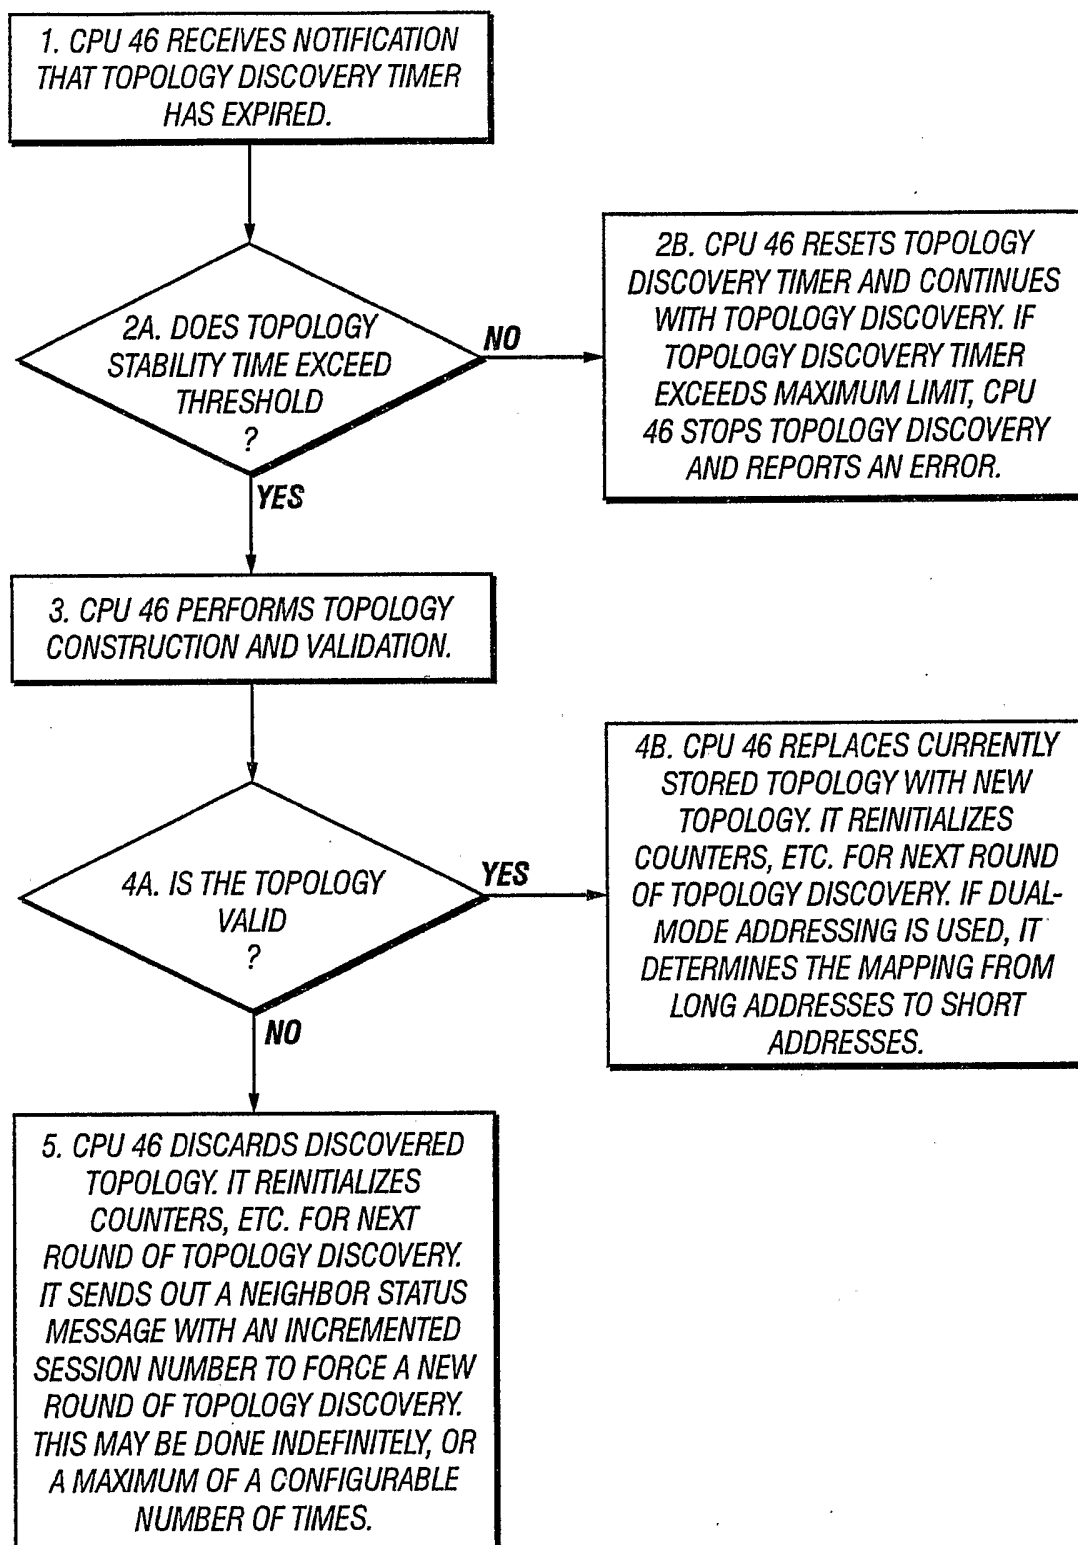 1. CPU 46 RECEIVES NOTIFICATION
THAT TOPOLOGY DISCOVERY TIMER
HAS EXPIRED.
2A. DOES TOPOLOGY
STABILITY TIME EXCEED
THRESHOLD
?
NO
YES
2B. CPU 46 RESETS TOPOLOGY
DISCOVERY TIMER AND CONTINUES
WITH TOPOLOGY DISCOVERY. IF
TOPOLOGY DISCOVERY TIMER
EXCEEDS MAXIMUM LIMIT, CPU
46 STOPS TOPOLOGY DISCOVERY
AND REPORTS AN ERROR.
3. CPU 46 PERFORMS TOPOLOGY
CONSTRUCTION AND VALIDATION.
4A. IS THE TOPOLOGY
VALID
?
YES
NO
4B. CPU 46 REPLACES CURRENTLY
STORED TOPOLOGY WITH NEW
TOPOLOGY. IT REINITIALIZES
COUNTERS, ETC. FOR NEXT ROUND
OF TOPOLOGY DISCOVERY. IF DUAL-
MODE ADDRESSING IS USED, IT
DETERMINES THE MAPPING FROM
LONG ADDRESSES TO SHORT
ADDRESSES.
5. CPU 46 DISCARDS DISCOVERED
TOPOLOGY. IT REINITIALIZES
COUNTERS, ETC. FOR NEXT
ROUND OF TOPOLOGY DISCOVERY.
IT SENDS OUT A NEIGHBOR STATUS
MESSAGE WITH AN INCREMENTED
SESSION NUMBER TO FORCE A NEW
ROUND OF TOPOLOGY DISCOVERY.
THIS MAY BE DONE INDEFINITELY, OR
A MAXIMUM OF A CONFIGURABLE
NUMBER OF TIMES.